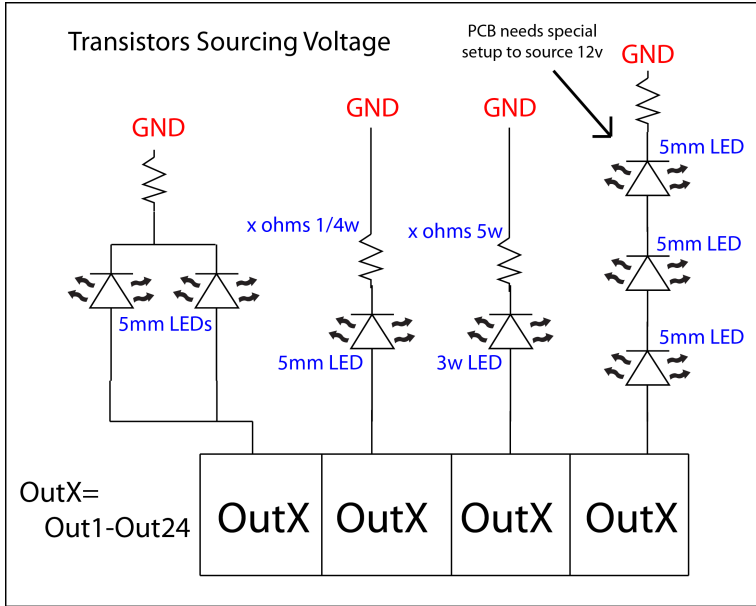 Transistors Sourcing Voltage
PCB needs special
setup to source 12v
GND
GND
GND
GND
5mm LED
x ohms 1/4w
x ohms 5w
5mm LED
5mm LEDs
5mm LED
3w LED
5mm LED
OutX=
Out1-Out24
OutX
OutX
OutX
OutX